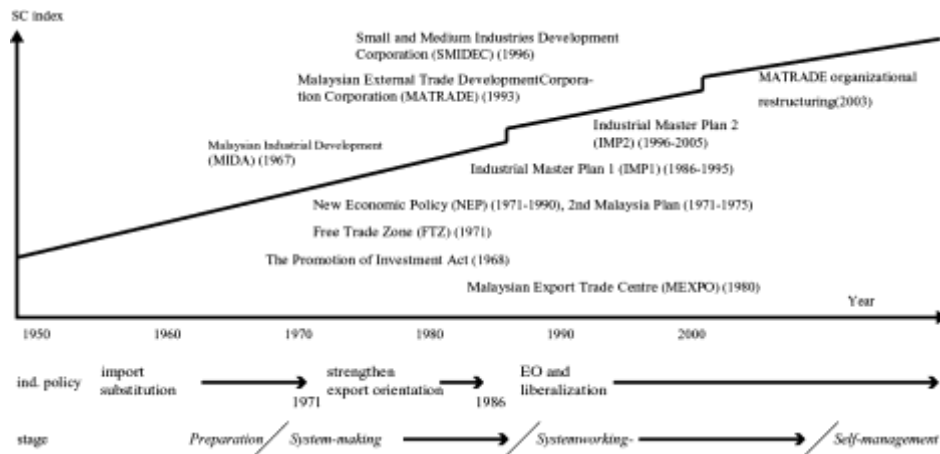 SC index
Small and Medium Industries Development
Corporation (SMIDEC) (1996)
Malaysian External Trade DevelopmentCorpora-
tion Corporation (MATRADE) (1993)
MATRADE organizational
restructuring(2003)
Industrial Master Plan 2
(IMP2) (1996-2005)
Malaysian Industrial Development
(MIDA) (1967)
Industrial Master Plan 1 (IMP1) (1986-1995)
New Economic Policy (NEP) (1971-1990), 2nd Malaysia Plan (1971-1975)
Free Trade Zone (FTZ) (1971)
The Promotion of Investment Act (1968)
Malaysian Export Trade Centre (MEXPO) (1980)
Year
1950 1960 1970 1980 1990 2000
ind. policy
import
substitution
1971
strengthen
export orientation
1986
EO and
liberalization
stage Preparation System-making Systemworking- Self-management